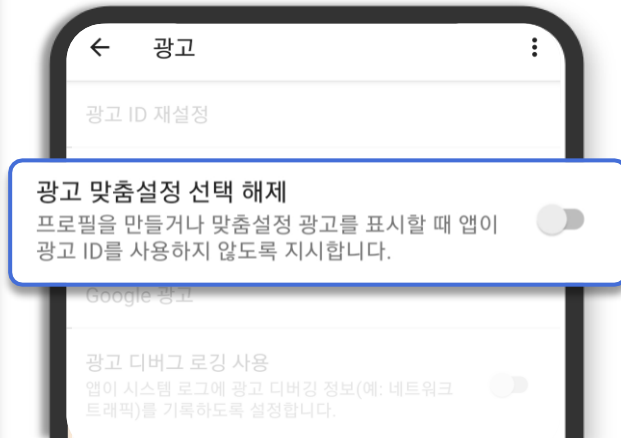 광고
광고 ID 재설정
광고 맞춤설정 선택 해제
프로필을 만들거나 맞춤설정 광고를 표시할 때 앱이
광고 ID를 사용하지 않도록 지시합니다.
Google 광고
광고 디버그 로깅 사용
앱이 시스템 로그에 광고 디버깅 정보(예: 네트워크
트래픽)를 기록하도록 설정합니다.